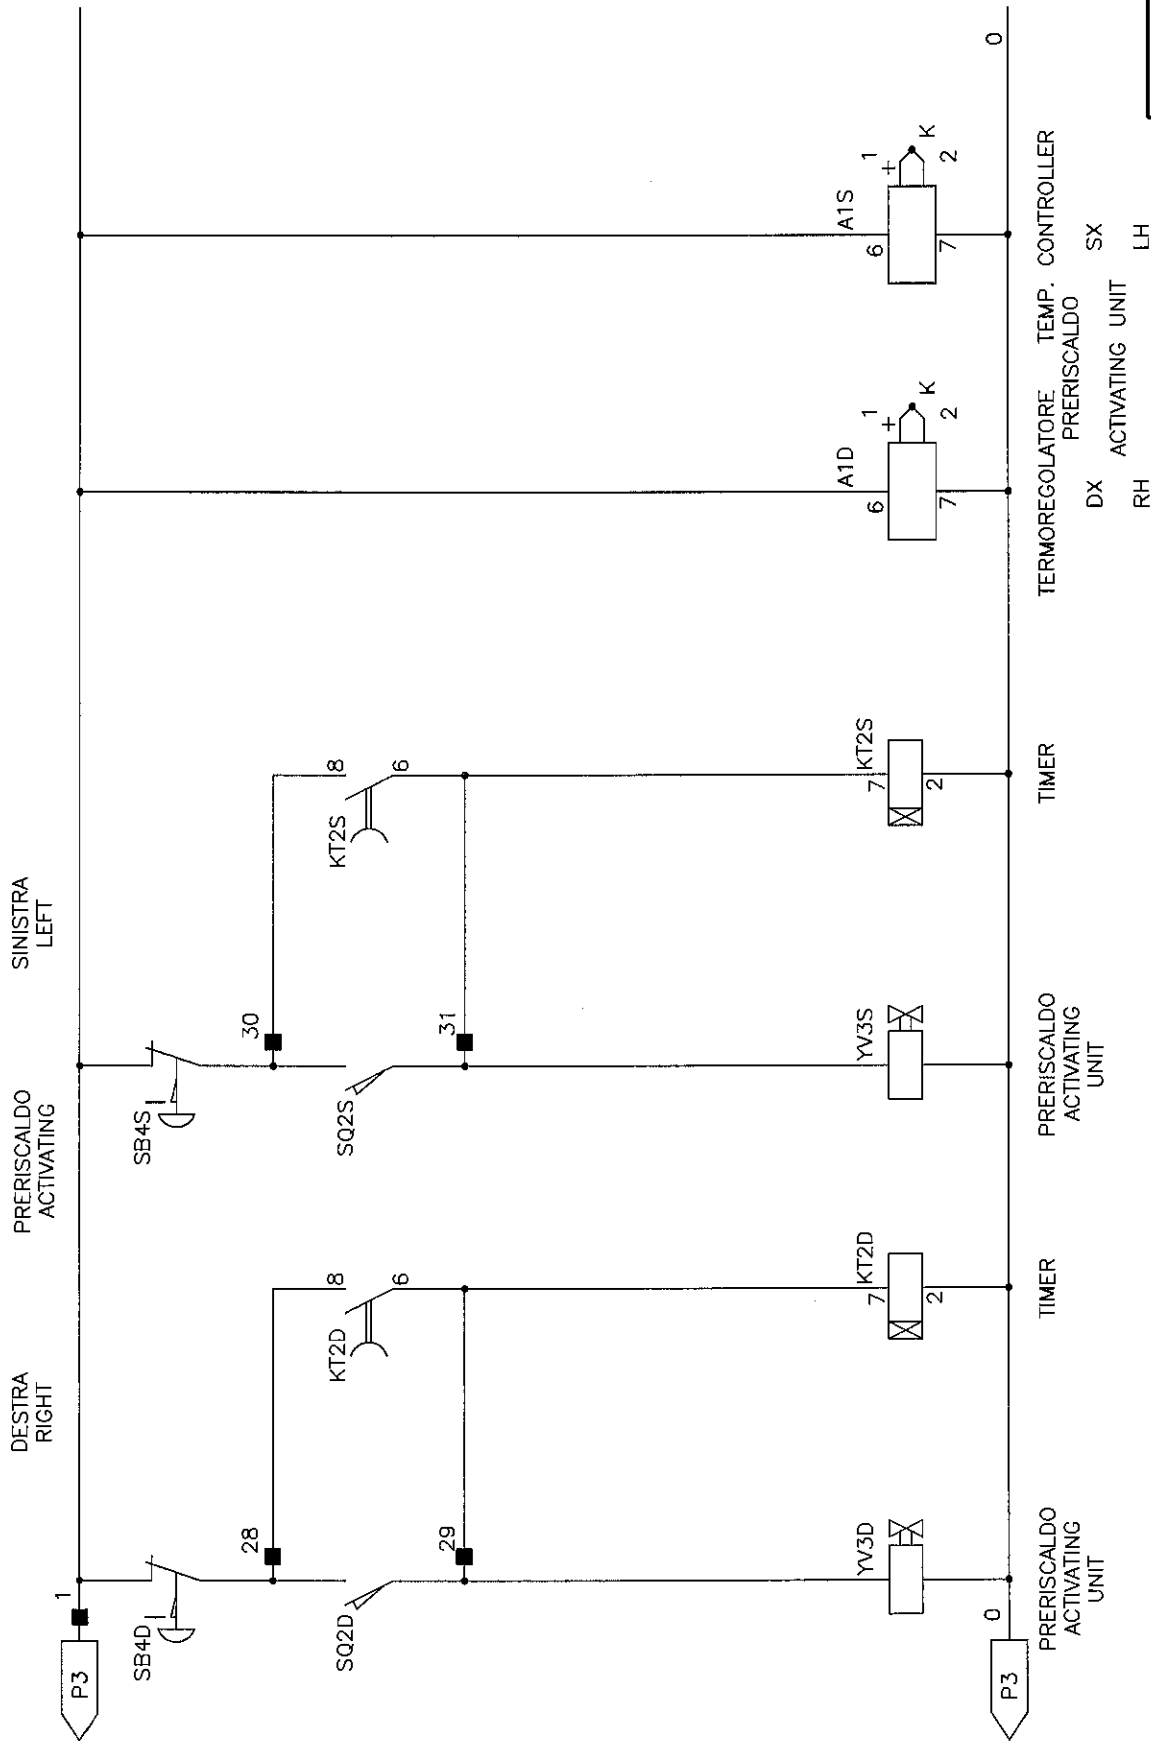 DESTRA
RIGHT
PRERISCALDO
ACTIVATING
SINISTRA
LEFT
P3
1
SB4D
28
SQ2D
KT2D
8
6
29
YV3D
7
KT2D
2
SB4S
30
SQ2S
KT2S
8
6
31
YV3S
7
KT2S
2
A1D
6
7
+
1
K
2
A1S
6
7
+
1
K
2
P3
0
0
PRERISCALDO
ACTIVATING
UNIT
TIMER
PRERISCALDO
ACTIVATING
UNIT
TIMER
TERMOREGOLATORE TEMP. CONTROLLER
PRERISCALDO
DX SX
ACTIVATING UNIT
RH LH